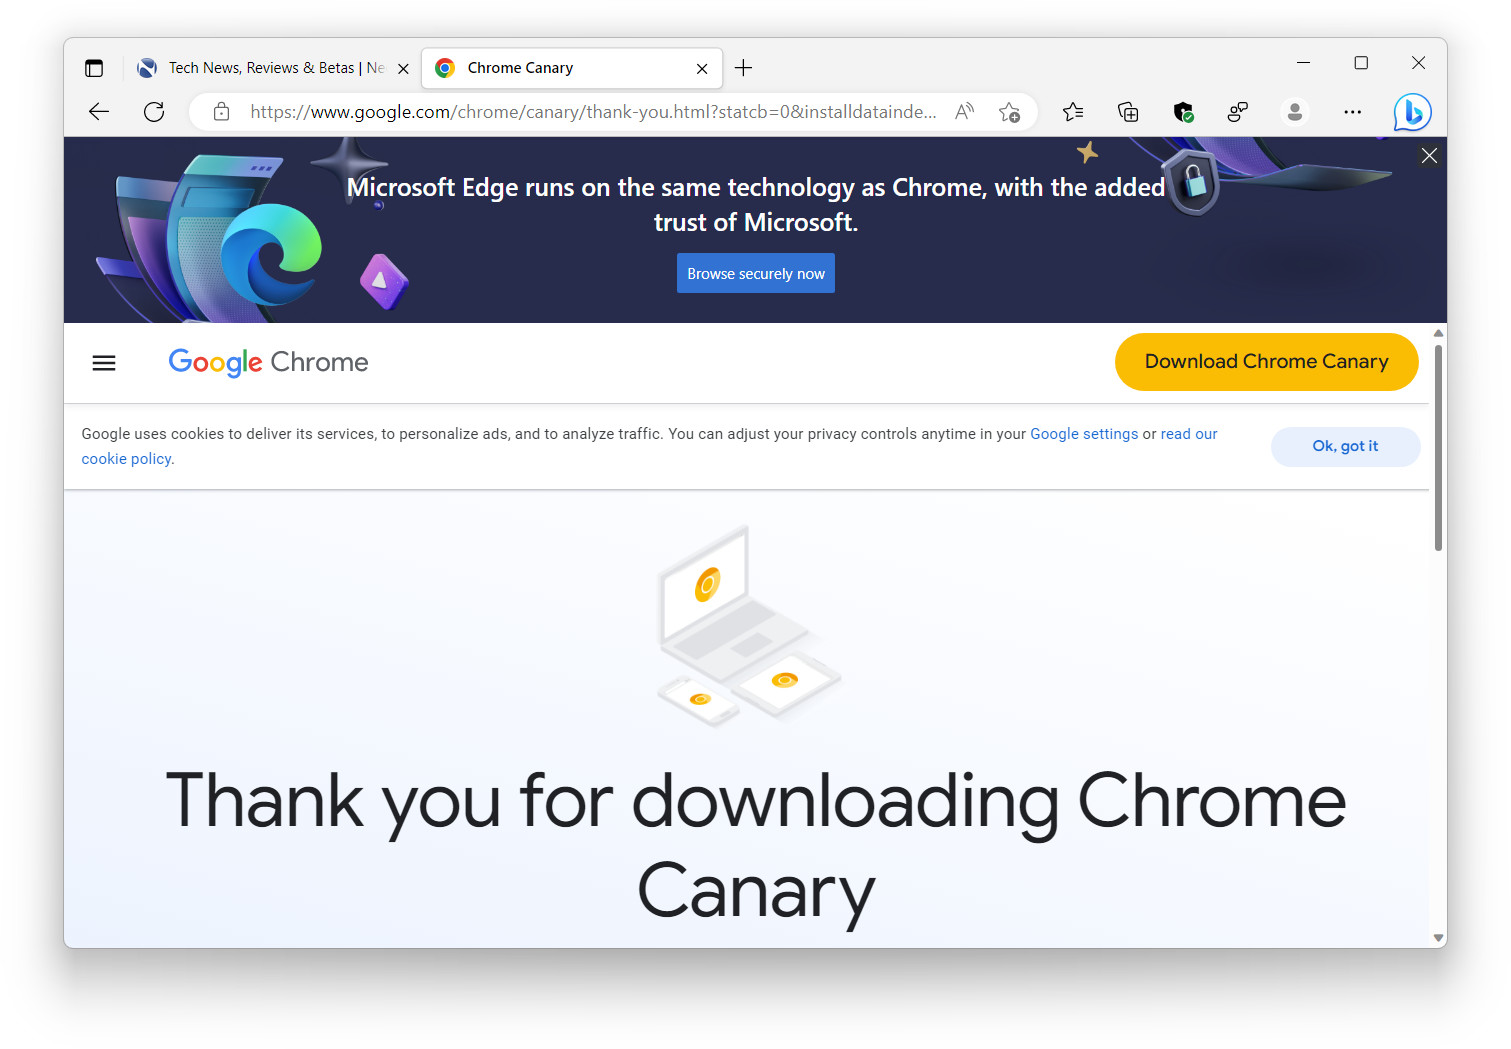 Tech News, Reviews & Betas | Ne
Chrome Canary
https://www.google.com/chrome/canary/thank-you.html?statcb=0&installdatainde...
Microsoft Edge runs on the same technology as Chrome, with the added
trust of Microsoft.
Browse securely now
Google Chrome
Download Chrome Canary
Google uses cookies to deliver its services, to personalize ads, and to analyze traffic. You can adjust your privacy controls anytime in your Google settings or read our
cookie policy.
Ok, got it
Thank you for downloading Chrome
Canary